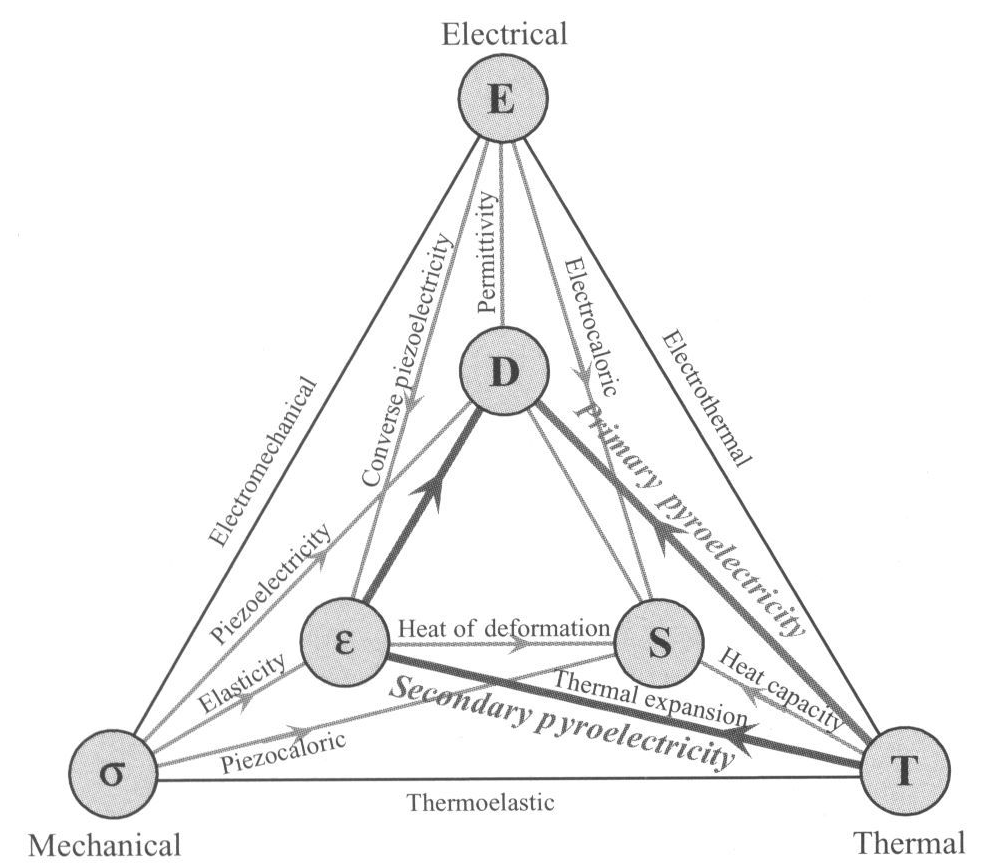 Electrical
E
Permittivity
Converse piezoelectricity
Electrocaloric
Electrothermal
Electromechanical
D
Primary pyroelectricity
Piezoelectricity
ε
Heat of deformation
S
Elasticity
Heat capacity
Thermal expansion
Secondary pyroelectricity
Piezocaloric
σ
T
Thermoelastic
Mechanical
Thermal